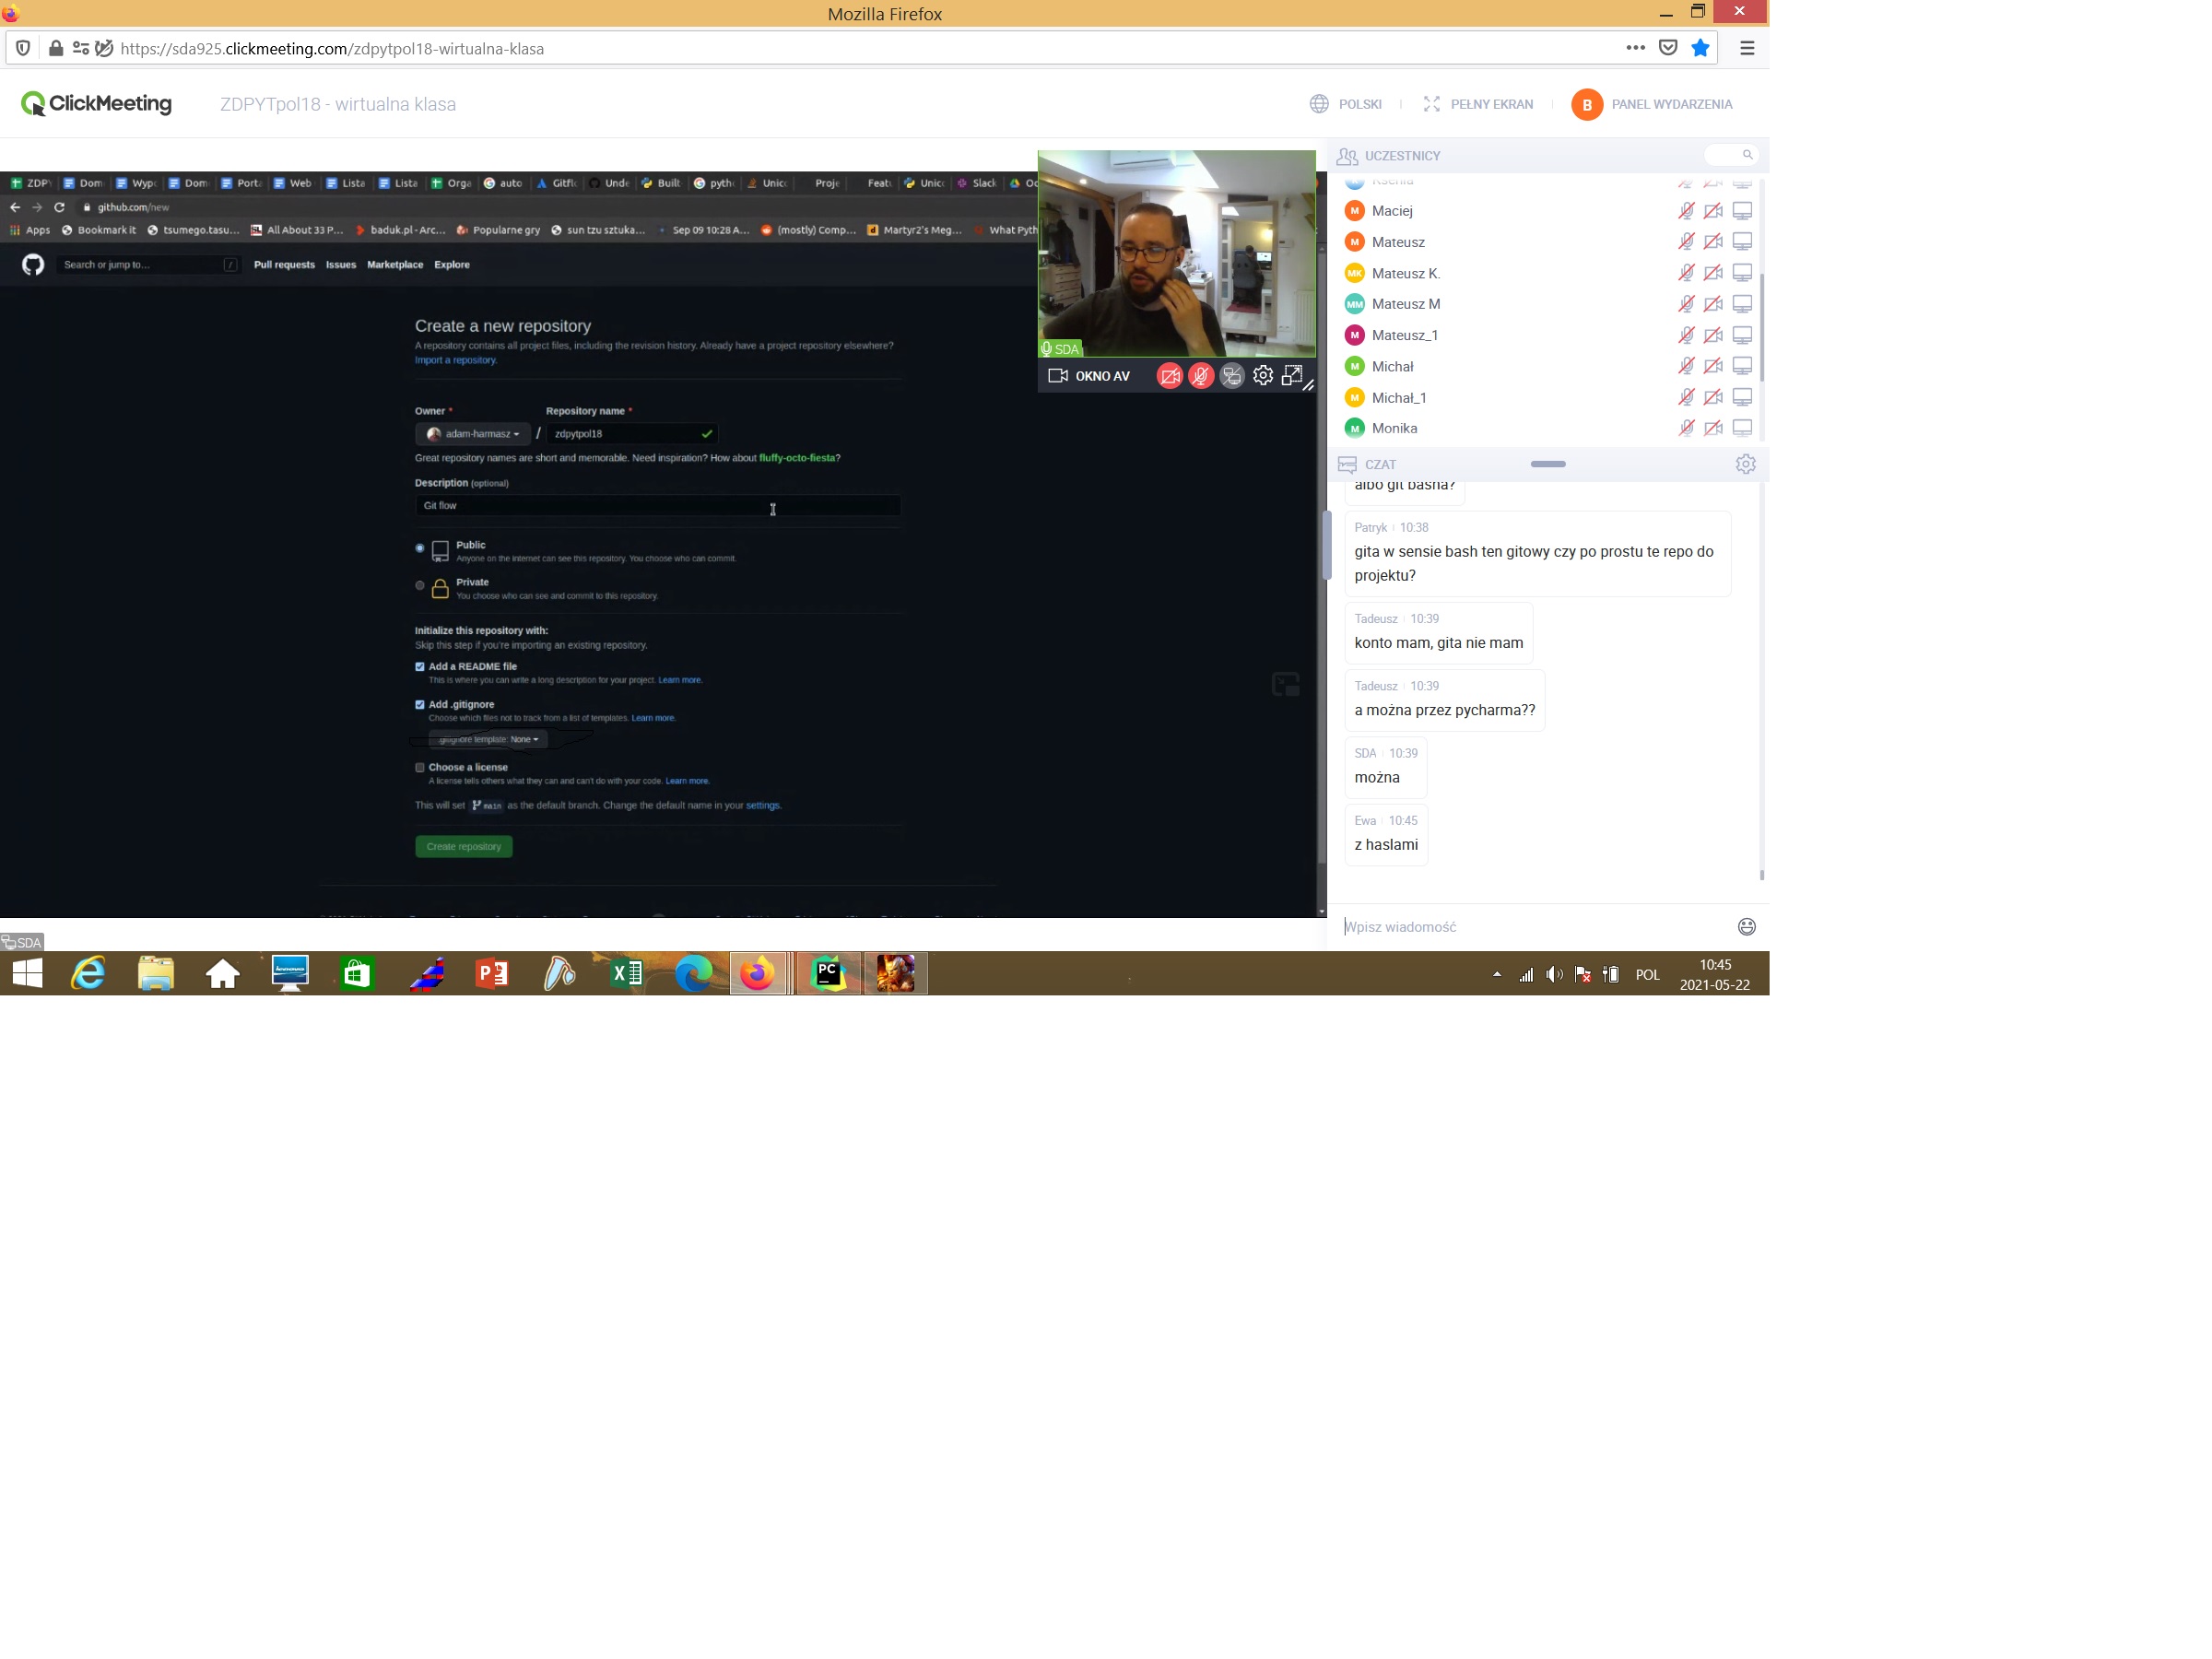 Mozilla Firefox
https://sda925.clickmeeting.com/zdpytpol18-wirtualna-klasa
ClickMeeting
ZDPYTpol18 - wirtualna klasa
POLSKI
PEŁNY EKRAN
B
PANEL WYDARZENIA
ZDPY
Dom
Wypo
Dom
Porta
Web
Lista
Lista
Orga
auto
Gitfl
Unde
Built
pyth
Unic
Proje
Feat
Unic
Slack
github.com/new
Apps
Bookmark it
tsumego.tasu...
All About 33 P...
baduk.pl - Arc...
Popularne gry
sun tzu sztuka...
Sep 09 10:28 A...
(mostly) Comp...
Martyr2's Meg...
What Pyth
Search or jump to...
/
Pull requests
Issues
Marketplace
Explore
Create a new repository
A repository contains all project files, including the revision history. Already have a project repository elsewhere?
Import a repository.
Owner *
Repository name *
adam-harmasz
/
zdpytpol18
Great repository names are short and memorable. Need inspiration? How about fluffy-octo-fiesta?
Description (optional)
Git flow
Public
Anyone on the internet can see this repository. You choose who can commit.
Private
You choose who can see and commit to this repository.
Initialize this repository with:
Skip this step if you're importing an existing repository.
Add a README file
This is where you can write a long description for your project. Learn more.
Add .gitignore
Choose which files not to track from a list of templates. Learn more.
.gitignore template: None
Choose a license
A license tells others what they can and can't do with your code. Learn more.
This will set main as the default branch. Change the default name in your settings.
Create repository
SDA
OKNO AV
UCZESTNICY
Ksenia
M Maciej
M Mateusz
MK Mateusz K.
MM Mateusz M
M Mateusz_1
M Michał
M Michał_1
M Monika
CZAT
albo git basha?
Patryk 10:38
gita w sensie bash ten gitowy czy po prostu te repo do
projektu?
Tadeusz 10:39
konto mam, gita nie mam
Tadeusz 10:39
a można przez pycharma??
SDA 10:39
można
Ewa 10:45
z haslami
Wpisz wiadomość
SDA
POL
10:45
2021-05-22